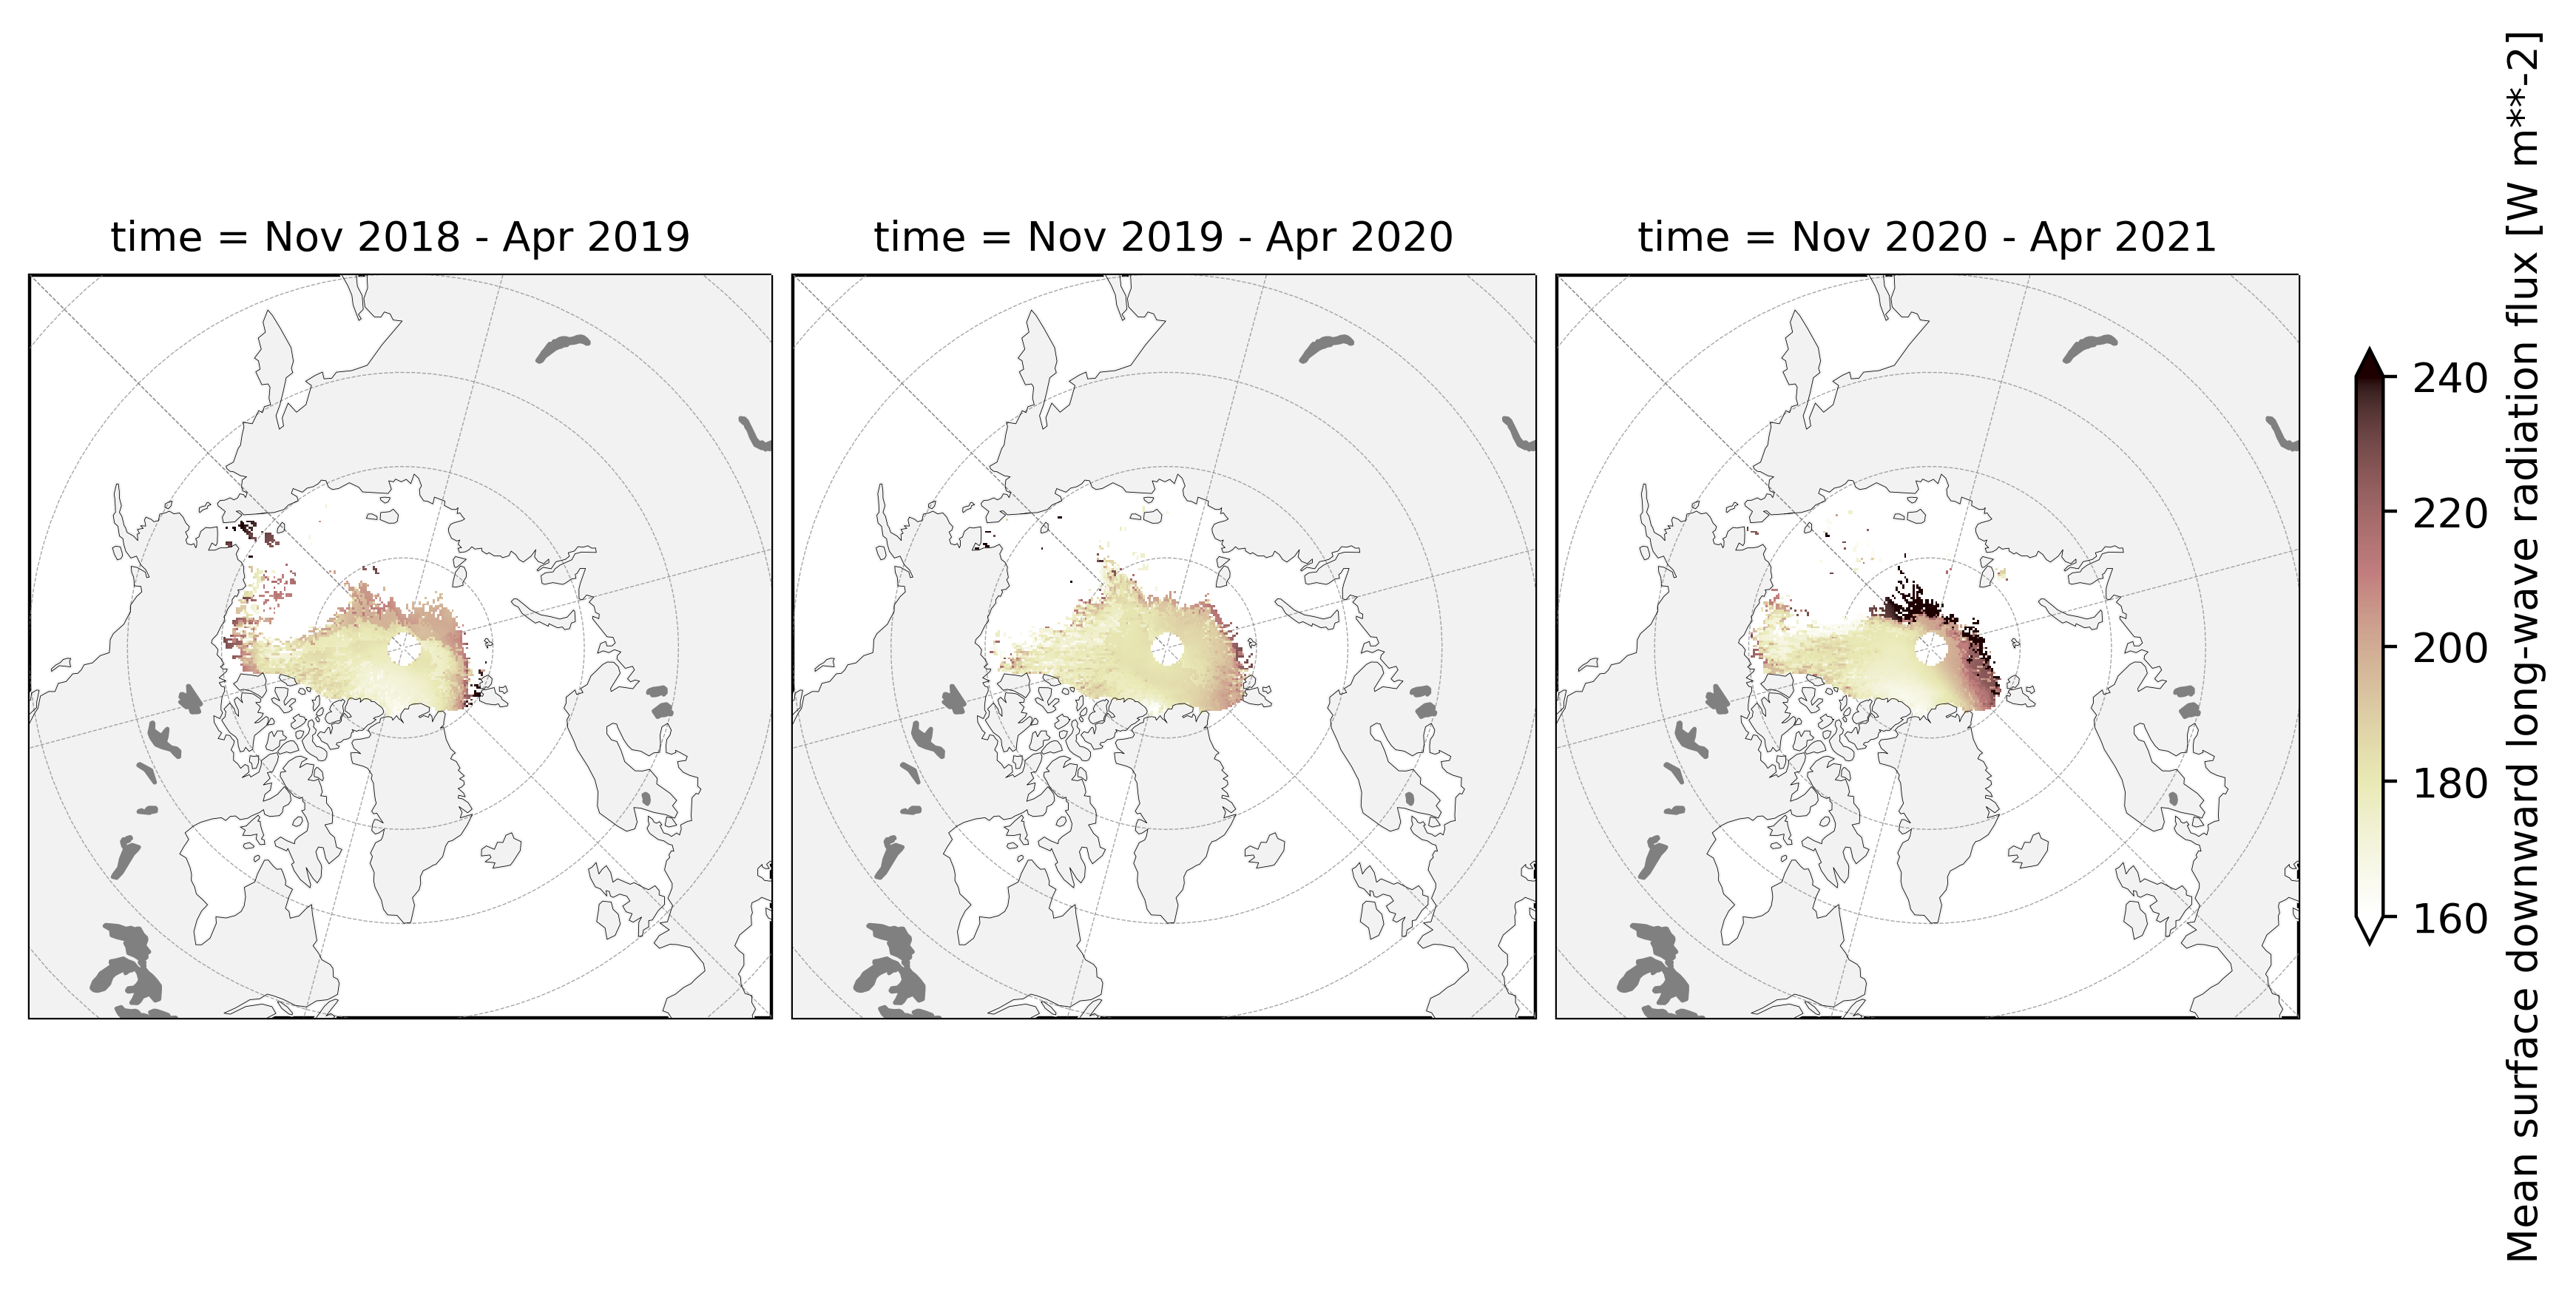 time = Nov 2018 - Apr 2019
time = Nov 2019 - Apr 2020
time = Nov 2020 - Apr 2021
240
220
200
180
160
Mean surface downward long-wave radiation flux [W m**-2]